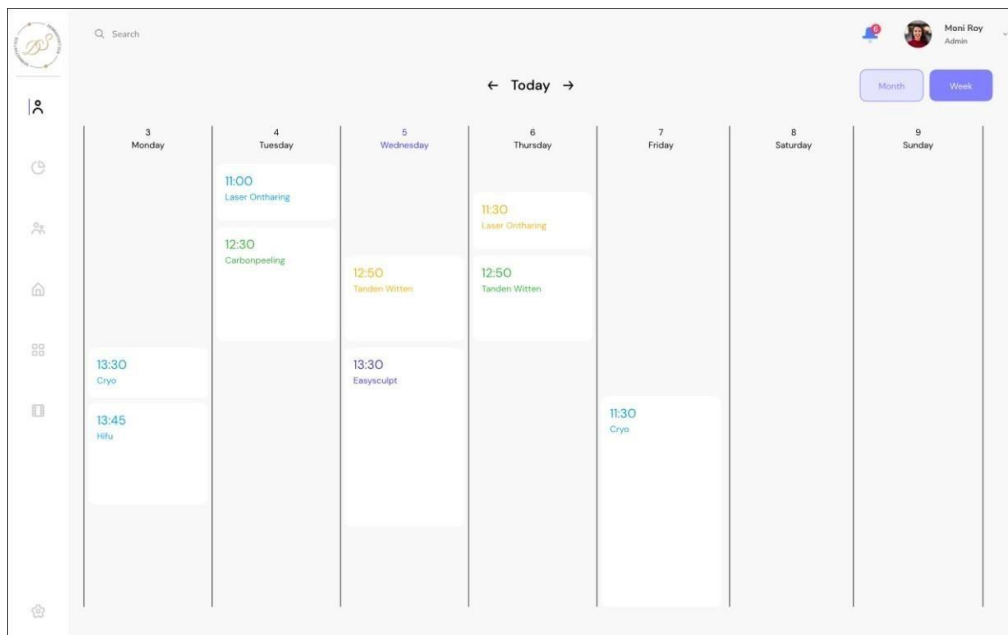 Search
6
Moni Roy
Admin
← Today →
Month
Week
3
Monday
4
Tuesday
5
Wednesday
6
Thursday
7
Friday
8
Saturday
9
Sunday
13:30
Cryo
13:45
Hifu
11:00
Laser Ontharing
12:30
Carbonpeeling
12:50
Tanden Witten
13:30
Easysculpt
11:30
Laser Ontharing
12:50
Tanden Witten
11:30
Cryo